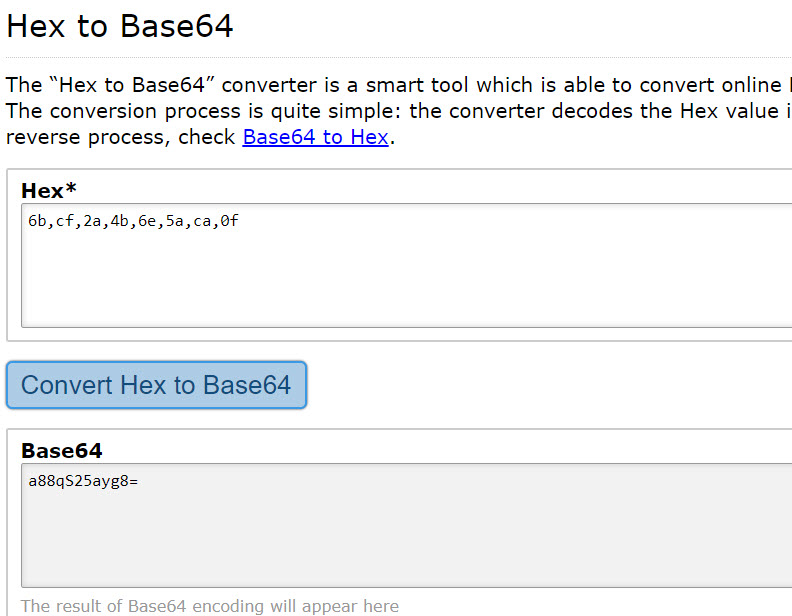 Hex to Base64
The “Hex to Base64” converter is a smart tool which is able to convert online
The conversion process is quite simple: the converter decodes the Hex value
reverse process, check Base64 to Hex.
Hex*
6b,cf,2a,4b,6e,5a,ca,0f
Convert Hex to Base64
Base64
a88qS25ayg8=
The result of Base64 encoding will appear here